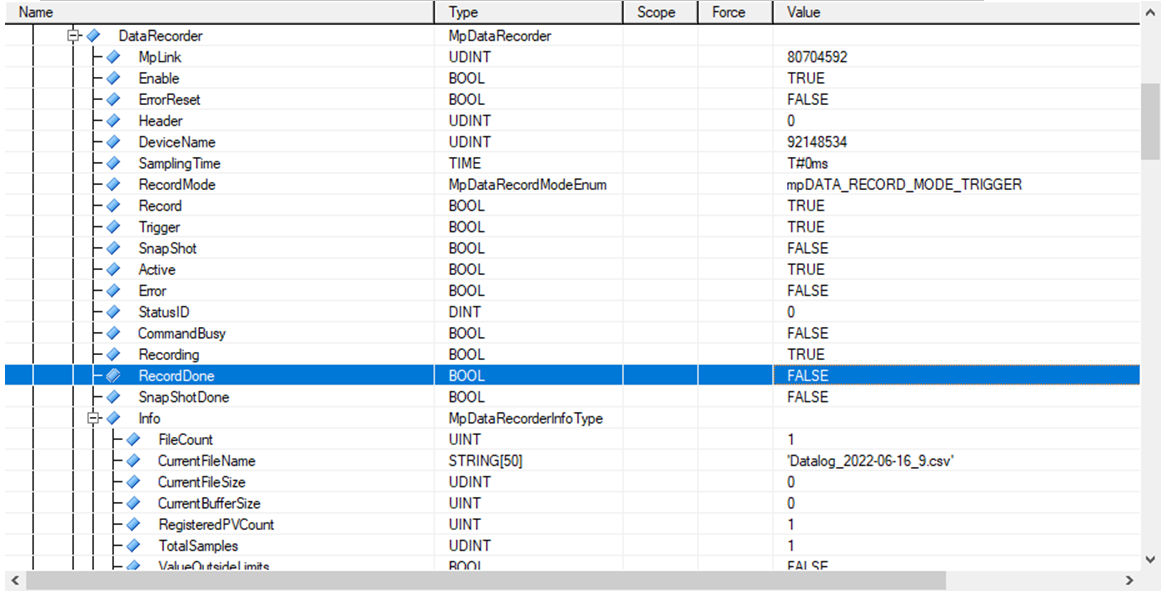 Name Type Scope Force Value
DataRecorder MpDataRecorder
MpLink UDINT 80704592
Enable BOOL TRUE
ErrorReset BOOL FALSE
Header UDINT 0
DeviceName UDINT 92148534
SamplingTime TIME T#0ms
RecordMode MpDataRecordModeEnum mpDATA_RECORD_MODE_TRIGGER
Record BOOL TRUE
Trigger BOOL TRUE
SnapShot BOOL FALSE
Active BOOL TRUE
Error BOOL FALSE
StatusID DINT 0
CommandBusy BOOL FALSE
Recording BOOL TRUE
RecordDone BOOL FALSE
SnapShotDone BOOL FALSE
Info MpDataRecorderInfoType
FileCount UINT 1
CurrentFileName STRING[50] 'Datalog_2022-06-16_9.csv'
CurrentFileSize UDINT 0
CurrentBufferSize UINT 0
RegisteredPVCount UINT 1
TotalSamples UDINT 1
ValueOutsideLimits BOOL FALSE